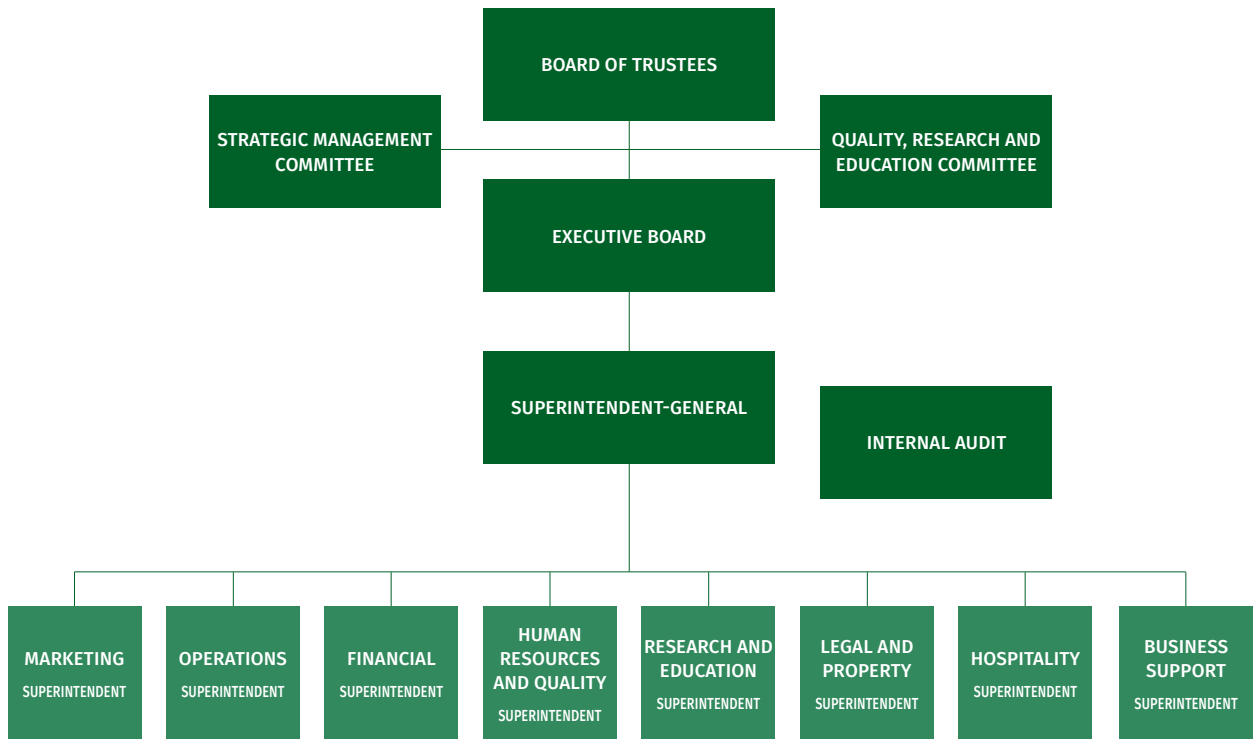 BOARD OF TRUSTEES
STRATEGIC MANAGEMENT
COMMITTEE
QUALITY, RESEARCH AND
EDUCATION COMMITTEE
EXECUTIVE BOARD
SUPERINTENDENT-GENERAL
INTERNAL AUDIT
MARKETING
SUPERINTENDENT
OPERATIONS
SUPERINTENDENT
FINANCIAL
SUPERINTENDENT
HUMAN
RESOURCES
AND QUALITY
SUPERINTENDENT
RESEARCH AND
EDUCATION
SUPERINTENDENT
LEGAL AND
PROPERTY
SUPERINTENDENT
HOSPITALITY
SUPERINTENDENT
BUSINESS
SUPPORT
SUPERINTENDENT